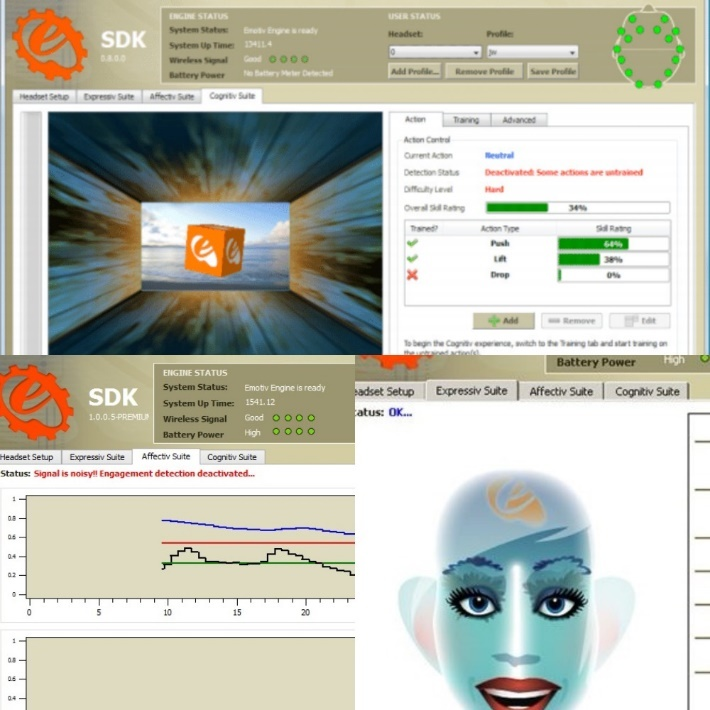 ENGINE STATUS
System Status: Emotiv Engine is ready
System Up Time: 13411.4
Wireless Signal Good
Battery Power No Battery Meter Detected
USER STATUS
Headset: Profile:
0 jw
Add Profile... Remove Profile Save Profile
SDK
0.8.0.0
Headset Setup Expressiv Suite Affectiv Suite Cognitiv Suite
Action Training Advanced
Action Control
Current Action Neutral
Detection Status Deactivated: Some actions are untrained
Difficulty Level Hard
Overall Skill Rating 34%
Trained? Action Type Skill Rating
Push 64%
Lift 38%
Drop 0%
Add Remove Edit
To begin the Cognitiv experience, switch to the Training tab and start training on
the untrained action(s).
ENGINE STATUS
System Status: Emotiv Engine is ready
System Up Time: 1541.12
Wireless Signal Good
Battery Power High
SDK
1.0.0.5-PREMIUM
Headset Setup Expressiv Suite Affectiv Suite Cognitiv Suite
Status: Signal is noisy!! Engagement detection deactivated...
1
0.8
0.6
0.4
0.2
0
0 5 10 15 20
1
0.8
0.6
0.4
Battery Power High
eadset Setup Expressiv Suite Affectiv Suite Cognitiv Suite
tatus: OK...